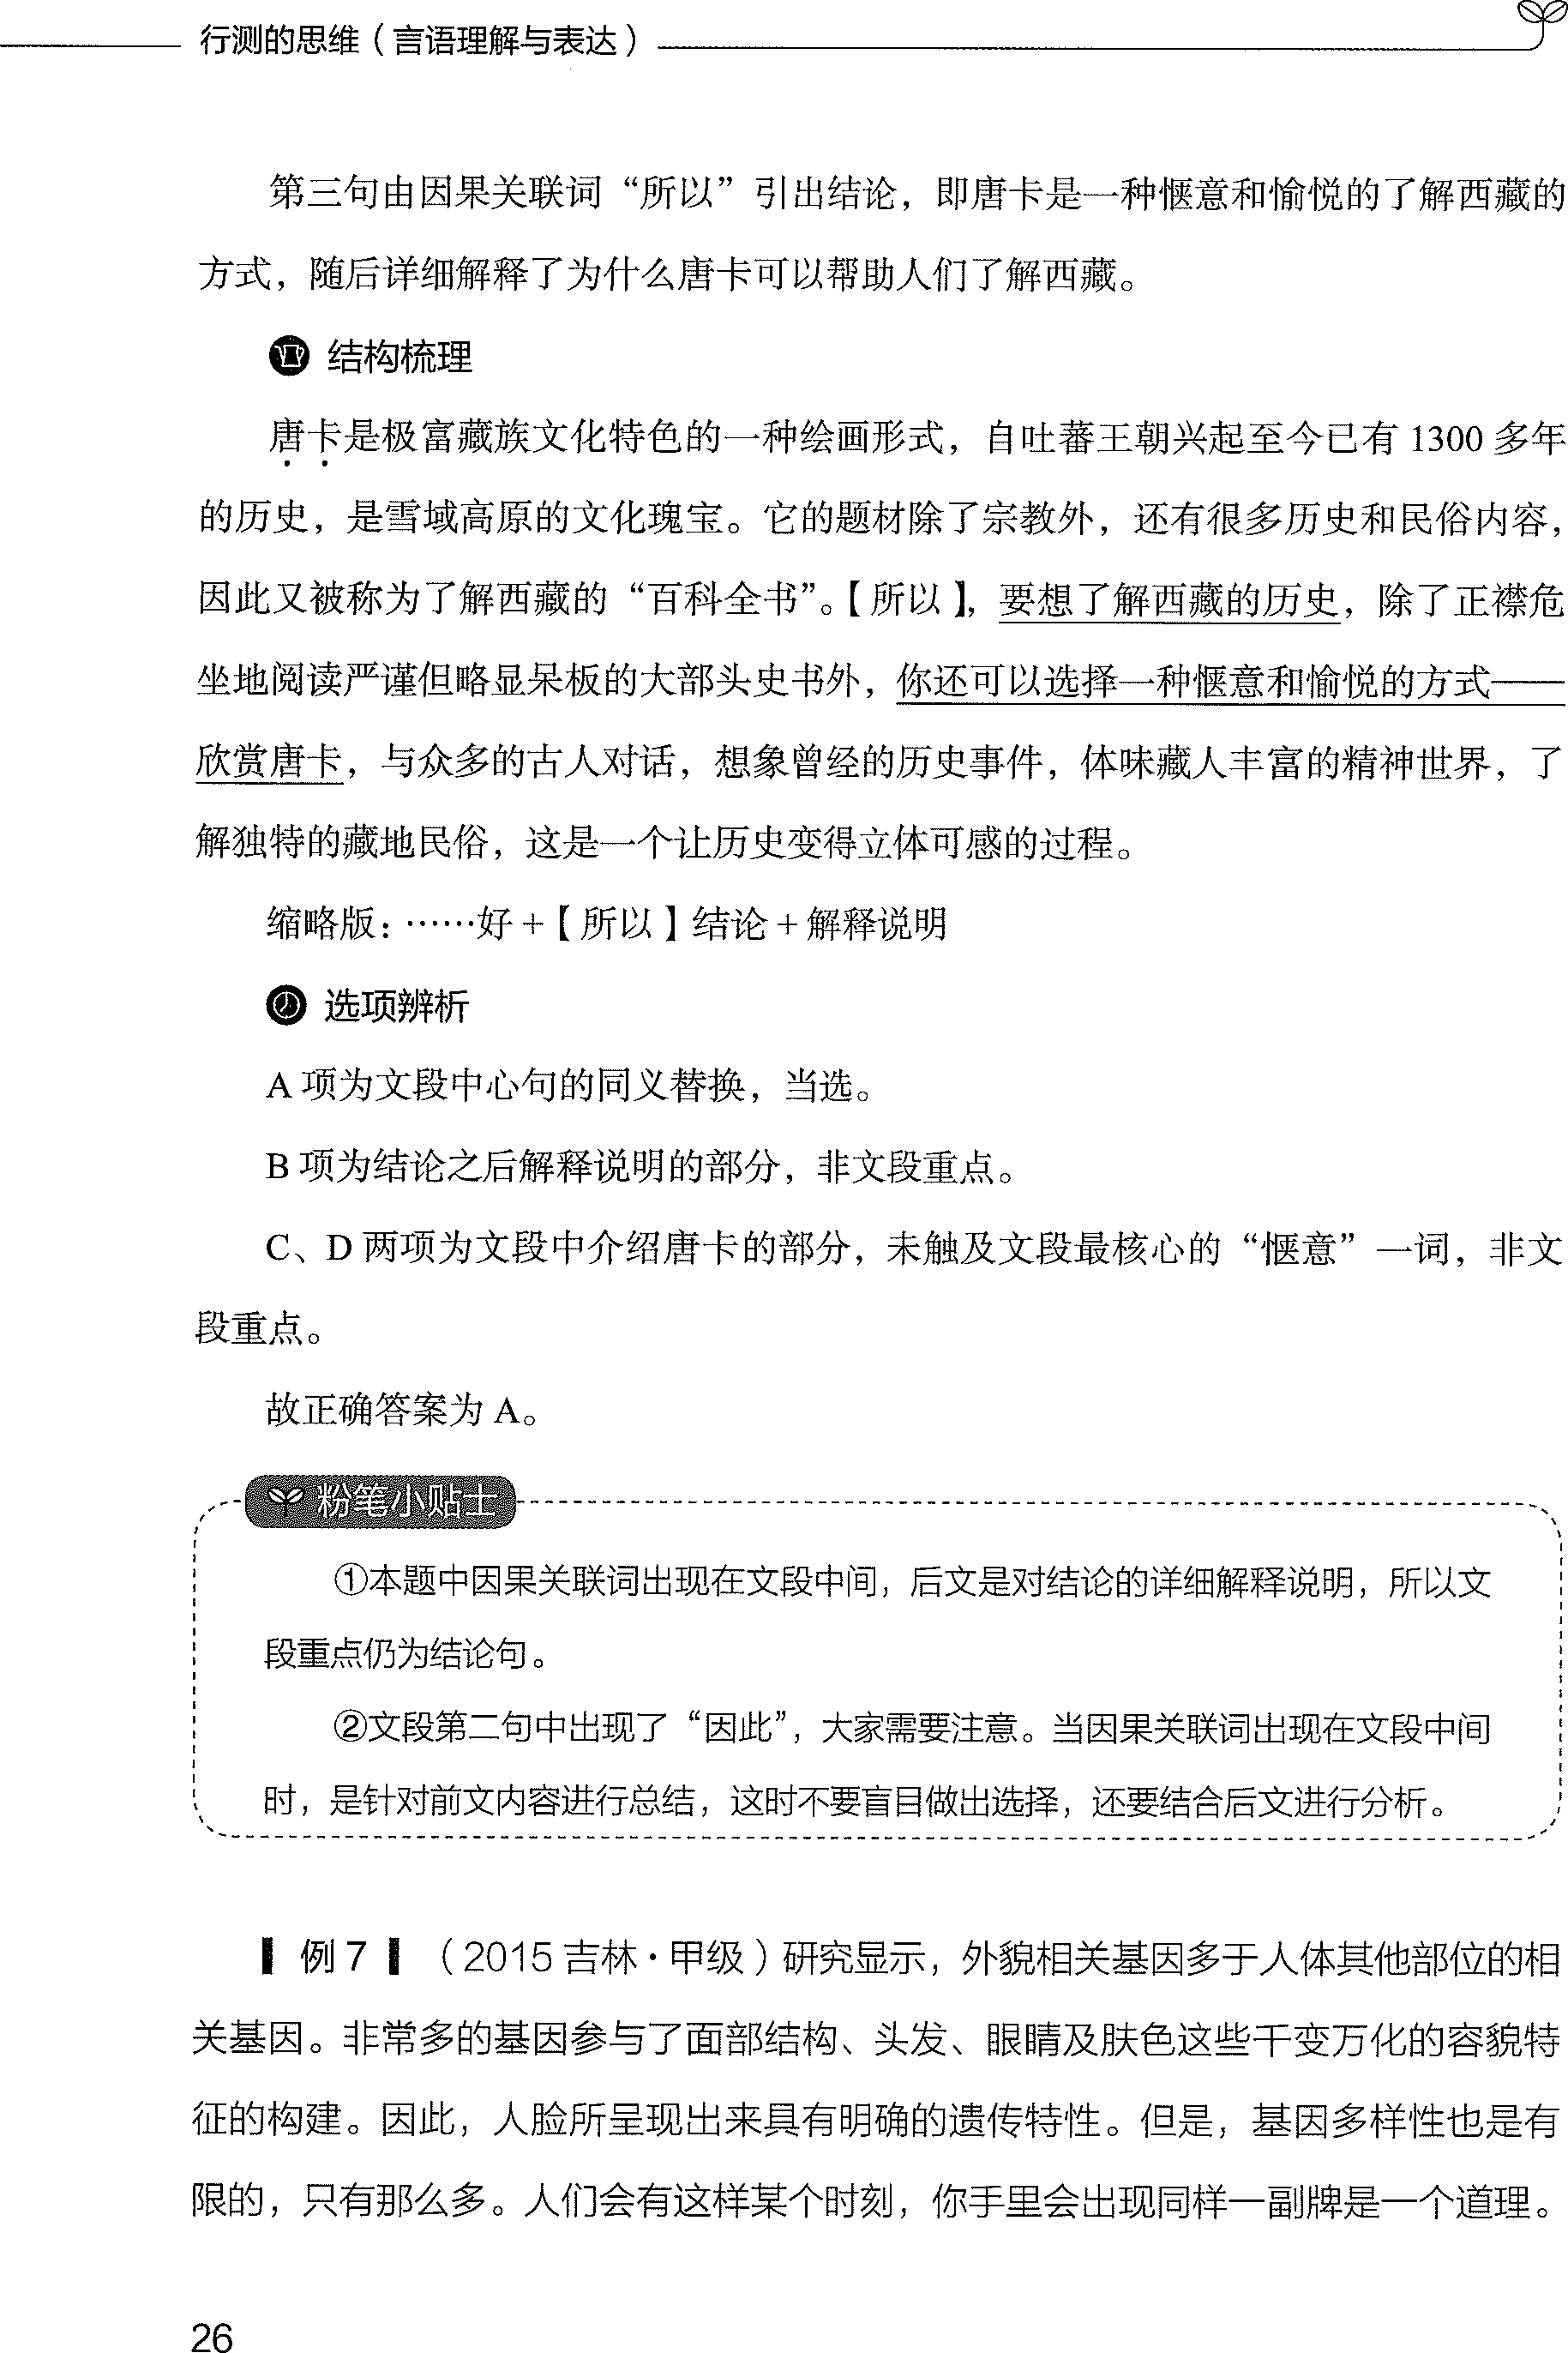 行测的思维（言语理解与表达）
第三句由因果关联词“所以”引出结论，即唐卡是一种惬意和愉悦的了解西藏的
方式，随后详细解释了为什么唐卡可以帮助人们了解西藏。
结构梳理
唐卡是极富藏族文化特色的一种绘画形式，自吐蕃王朝兴起至今已有 1300 多年
的历史，是雪域高原的文化瑰宝。它的题材除了宗教外，还有很多历史和民俗内容，
因此又被称为了解西藏的“百科全书”。【所以】，要想了解西藏的历史，除了正襟危
坐地阅读严谨但略显呆板的大部头史书外，你还可以选择一种惬意和愉悦的方式——
欣赏唐卡，与众多的古人对话，想象曾经的历史事件，体味藏人丰富的精神世界，了
解独特的藏地民俗，这是一个让历史变得立体可感的过程。
缩略版：……好+【所以】结论+解释说明
选项辨析
A 项为文段中心句的同义替换，当选。
B 项为结论之后解释说明的部分，非文段重点。
C、D 两项为文段中介绍唐卡的部分，未触及文段最核心的“惬意”一词，非文
段重点。
故正确答案为 A。
粉笔小贴士
①本题中因果关联词出现在文段中间，后文是对结论的详细解释说明，所以文
段重点仍为结论句。
②文段第二句中出现了“因此”，大家需要注意。当因果关联词出现在文段中间
时，是针对前文内容进行总结，这时不要盲目做出选择，还要结合后文进行分析。
例 7 （2015 吉林·甲级）研究显示，外貌相关基因多于人体其他部位的相
关基因。非常多的基因参与了面部结构、头发、眼睛及肤色这些千变万化的容貌特
征的构建。因此，人脸所呈现出来具有明确的遗传特性。但是，基因多样性也是有
限的，只有那么多。人们会有这样某个时刻，你手里会出现同样一副牌是一个道理。
26